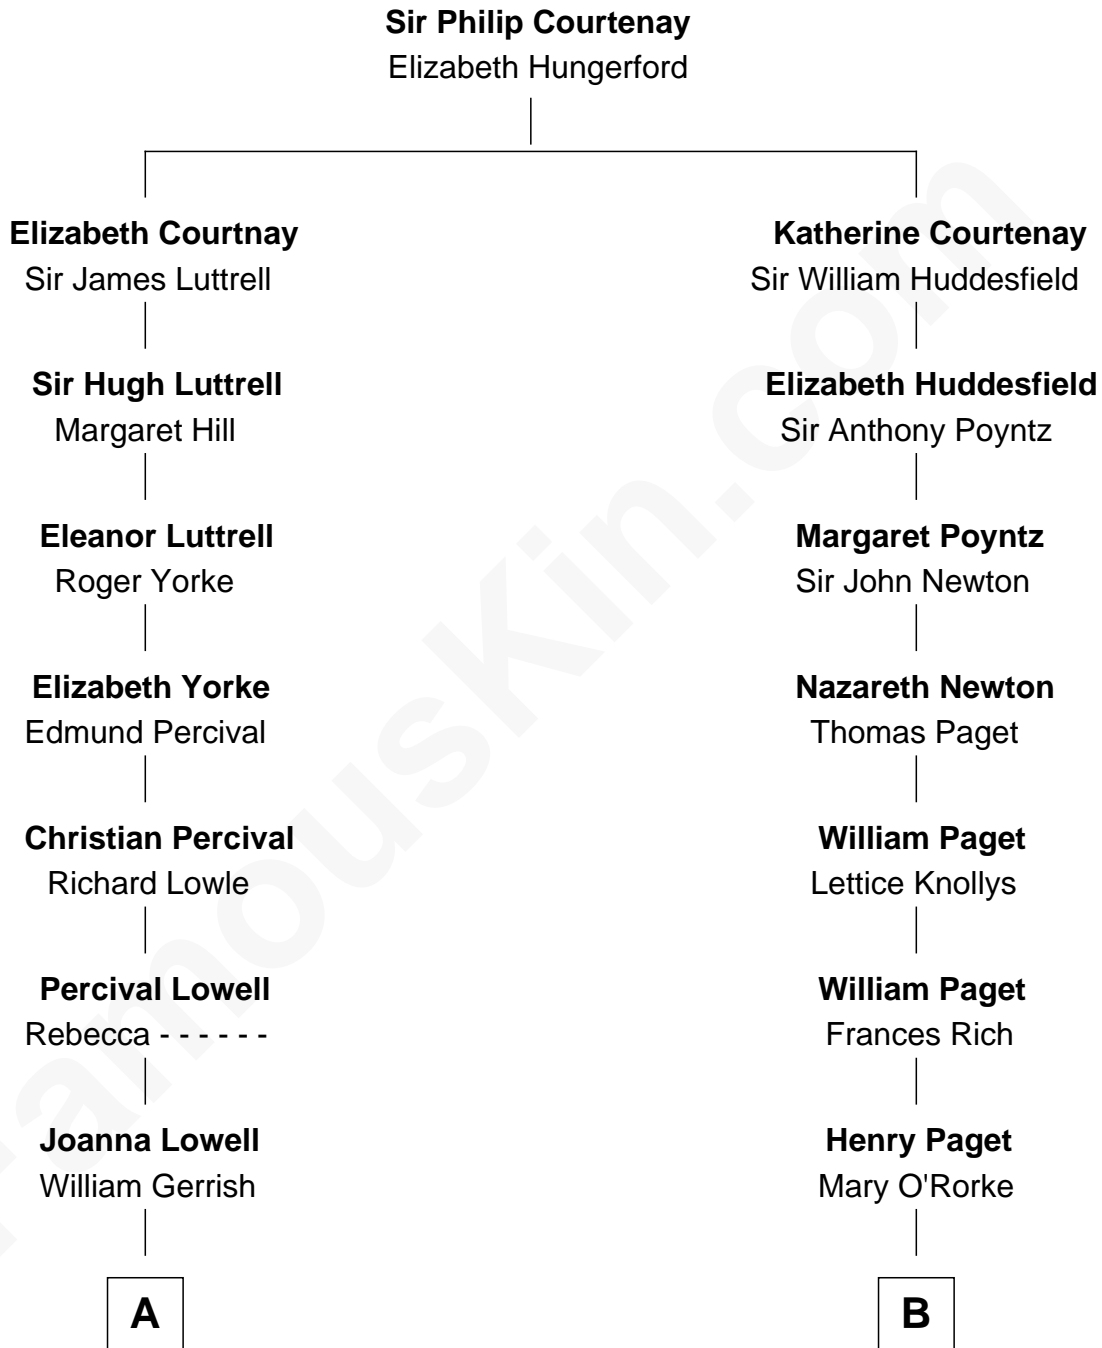 Sir Philip Courtenay
Elizabeth Hungerford
Elizabeth Courtnay
Sir James Luttrell
Katherine Courtenay
Sir William Huddesfield
Sir Hugh Luttrell
Margaret Hill
Elizabeth Huddesfield
Sir Anthony Poyntz
Eleanor Luttrell
Roger Yorke
Margaret Poyntz
Sir John Newton
Elizabeth Yorke
Edmund Percival
Nazareth Newton
Thomas Paget
Christian Percival
Richard Lowle
William Paget
Lettice Knollys
Percival Lowell
Rebecca - - - - - -
William Paget
Frances Rich
Joanna Lowell
William Gerrish
Henry Paget
Mary O'Rorke
A
B
FamousKin.com